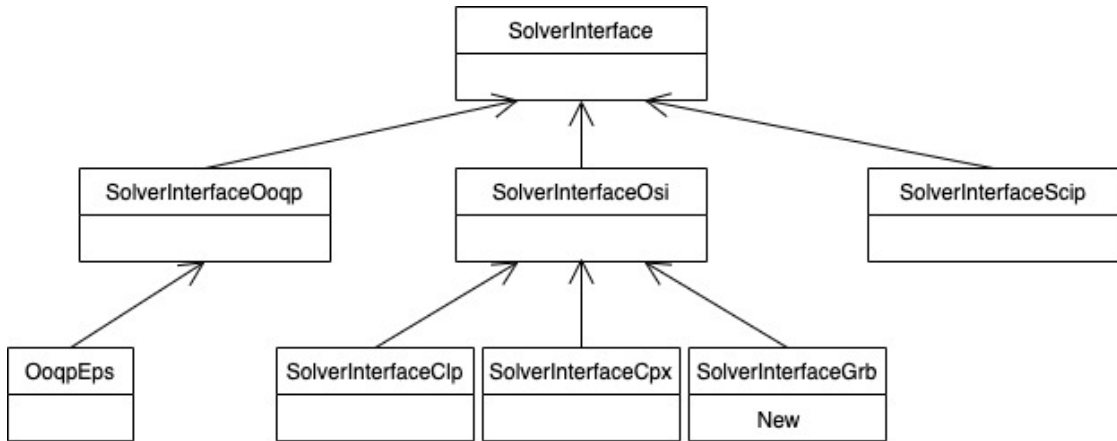 SolverInterface
SolverInterfaceOoqp
SolverInterfaceOsi
SolverInterfaceScip
OoqpEps
SolverInterfaceClp
SolverInterfaceCpx
SolverInterfaceGrb
New